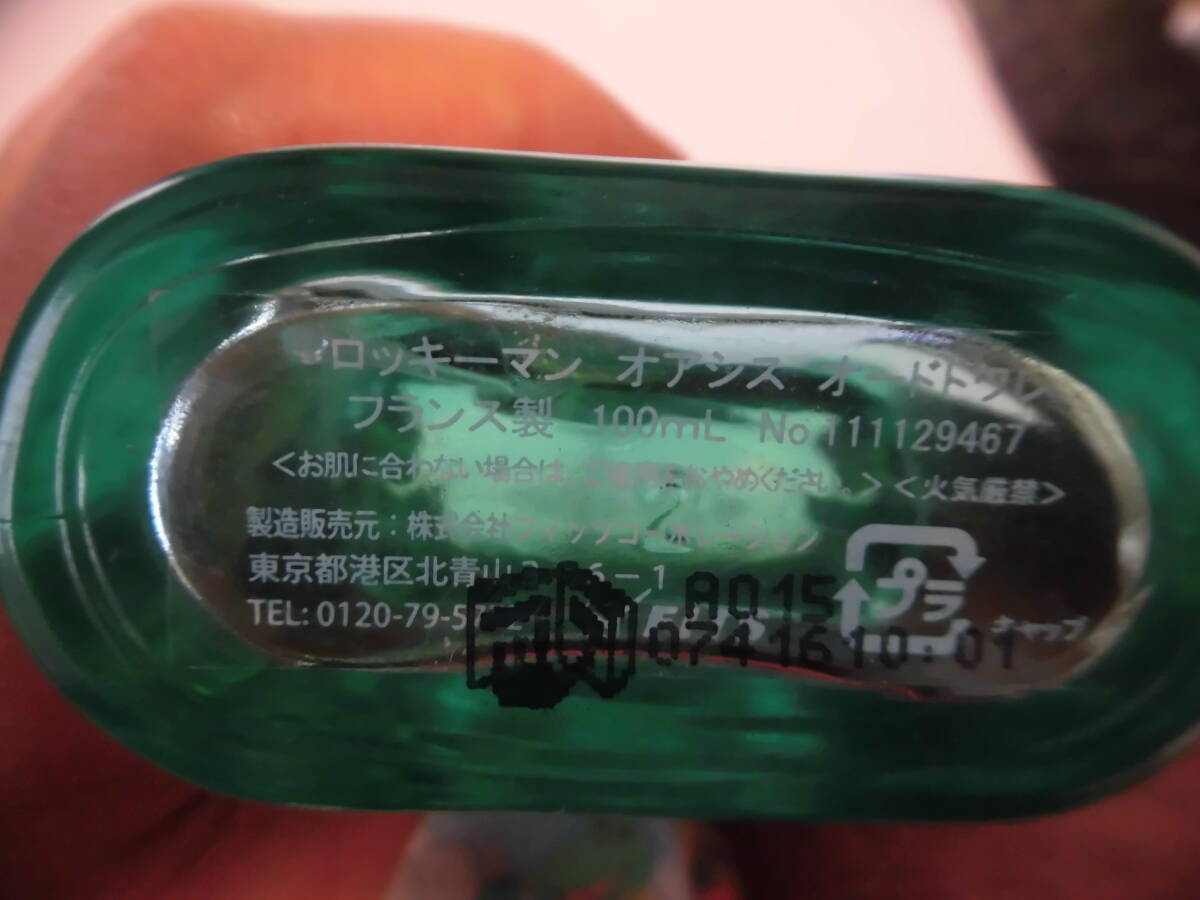 ロッキーマン オアシス オードトワレ
フランス製 100mL No 111129467
<お肌に合わない場合は、ご使用をおやめください。><火気厳禁>
製造販売元：株式会社フィッツコーポレーション
東京都港区北青山
TEL: 0120-79-
プラ
キャップ
A015
0741616 10:01